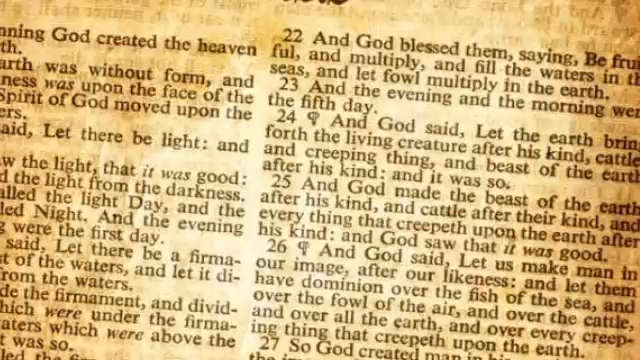 nning God created the heaven
th.
arth was without form, and
ness was upon the face of the
Spirit of God moved upon the
ers.
aid, Let there be light: and
w the light, that it was good:
d the light from the darkness.
alled the light Day, and the
led Night. And the evening
g were the first day.
said, Let there be a firma-
t of the waters, and let it di-
rom the waters.
de the firmament, and divid-
hich were under the firma-
aters which were above the
t was so.
led the fir
22 And God blessed them, saying, Be fruit
ful, and multiply, and fill the waters in th
seas, and let fowl multiply in the earth.
23 And the evening and the morning wer
the fifth day.
24 ¶ And God said, Let the earth bring
forth the living creature after his kind, cattle
and creeping thing, and beast of the earth
after his kind: and it was so.
25 And God made the beast of the earth
after his kind, and cattle after their kind, and
every thing that creepeth upon the earth after
his kind: and God saw that it was good.
26 ¶ And God said, Let us make man in
our image, after our likeness: and let them
have dominion over the fish of the sea, and
over the fowl of the air, and over the cattle,
and over all the earth, and over every creep-
ing thing that creepeth upon the earth.
27 So God created man in his
the im